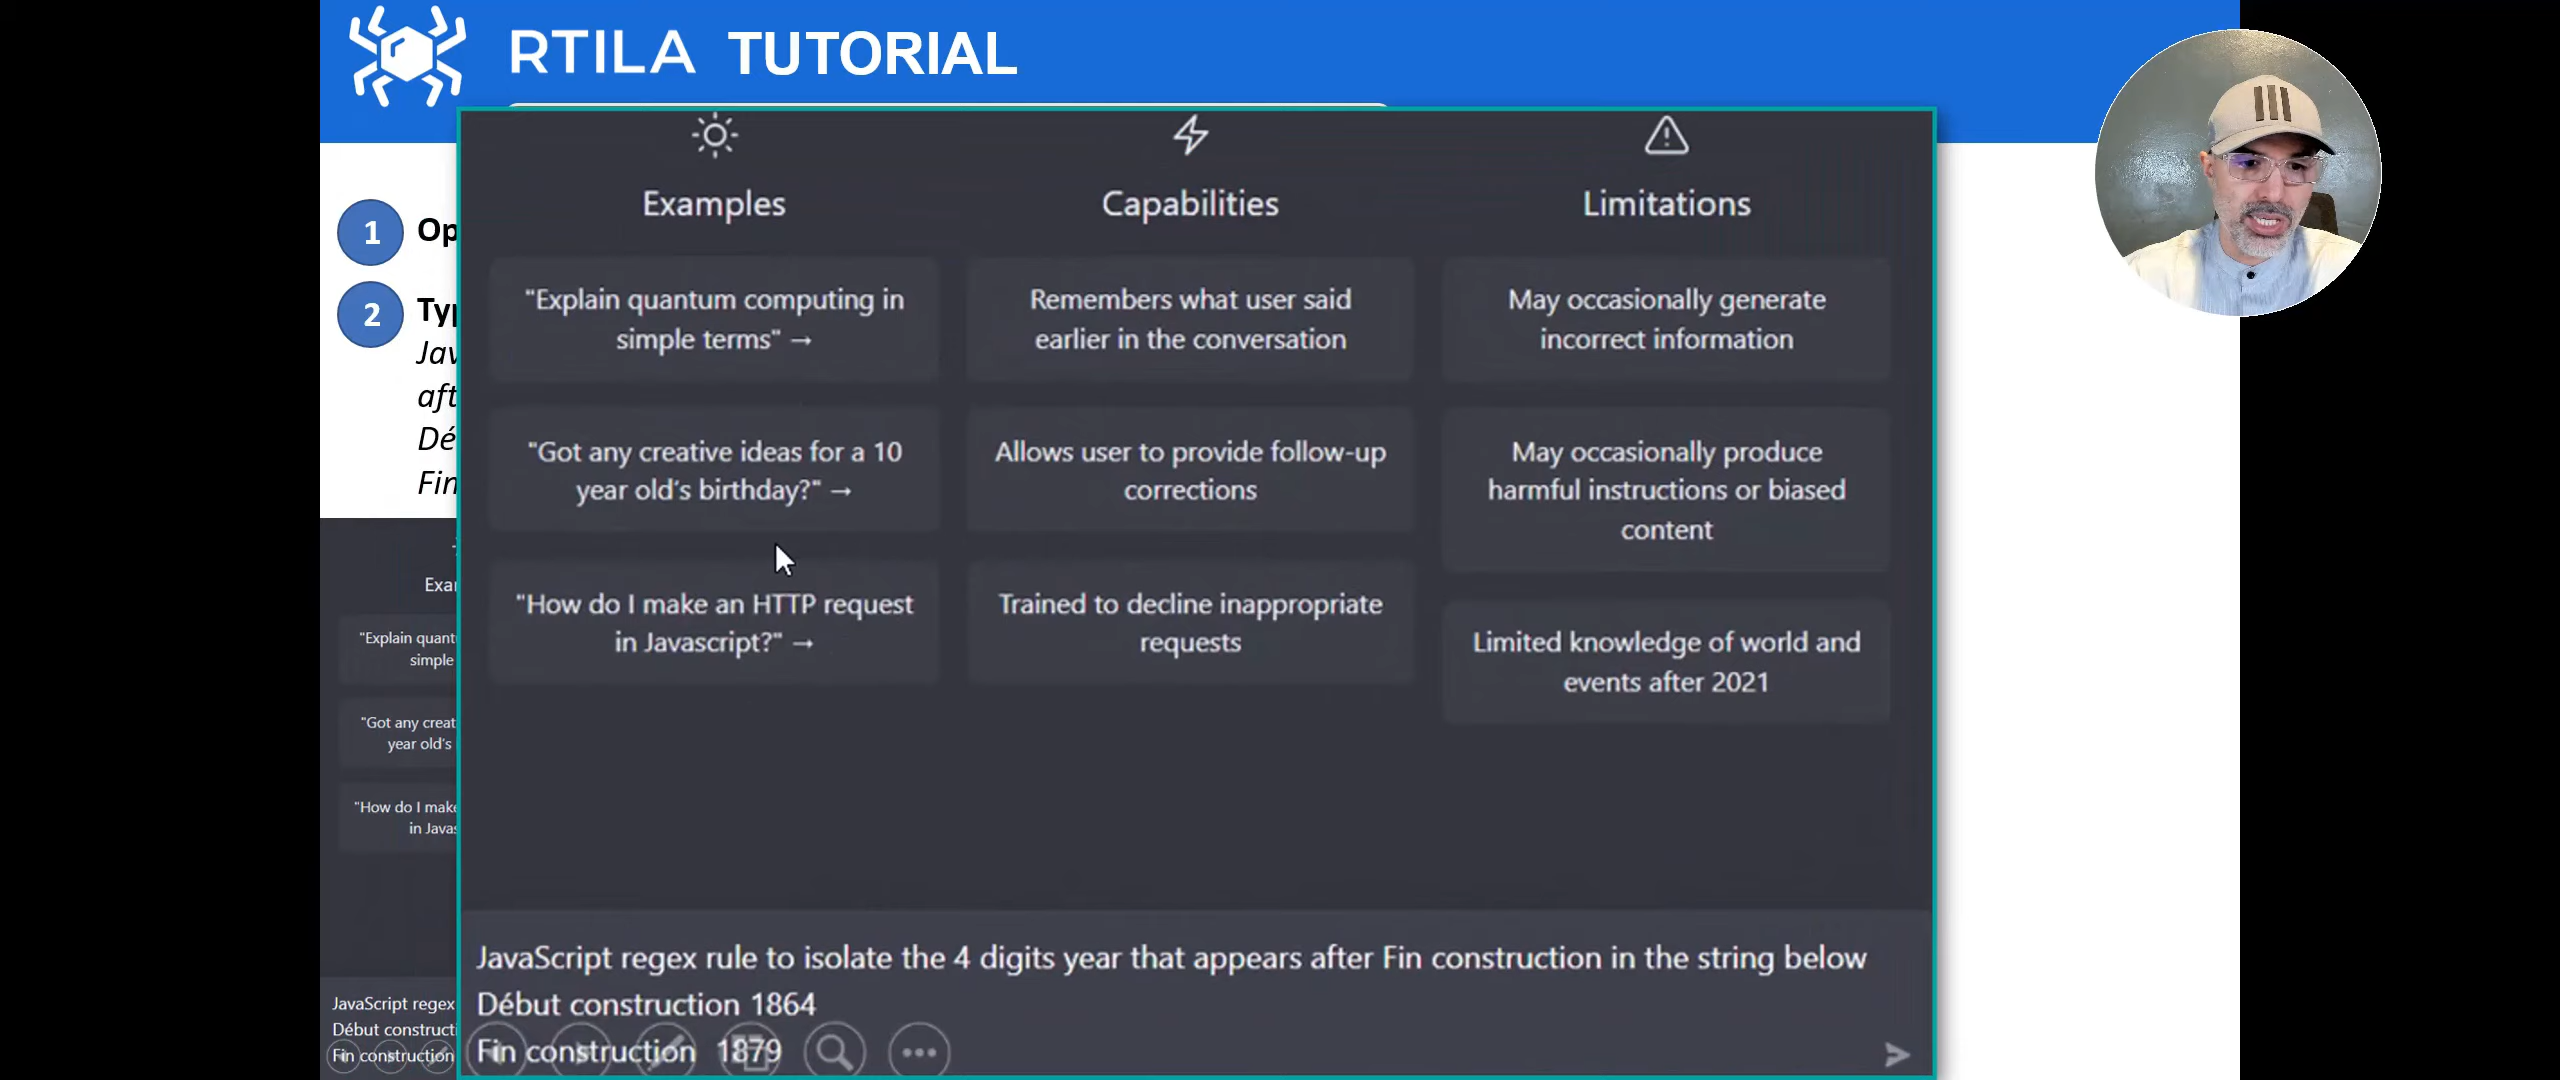 RTILA TUTORIAL
1
2
Jav
Fin
Examples
Capabilities
Limitations
"Explain quantum computing in
simple terms" →
Remembers what user said
earlier in the conversation
May occasionally generate
incorrect information
"Got any creative ideas for a 10
year old's birthday?" →
Allows user to provide follow-up
corrections
May occasionally produce
harmful instructions or biased
content
"How do I make an HTTP request
in Javascript?" →
Trained to decline inappropriate
requests
Limited knowledge of world and
events after 2021
JavaScript regex rule to isolate the 4 digits year that appears after Fin construction in the string below
Début construction 1864
Fin construction 1879
"Explain quant
simple
"Got any creat
year old's
"How do I make
in Javas
JavaScript regex
Début constructi
Fin construction